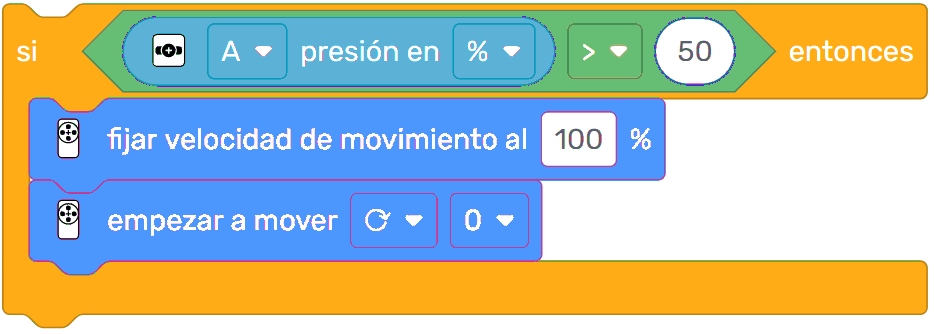 si A presión en % > 50 entonces
fijar velocidad de movimiento al 100 %
empezar a mover 0